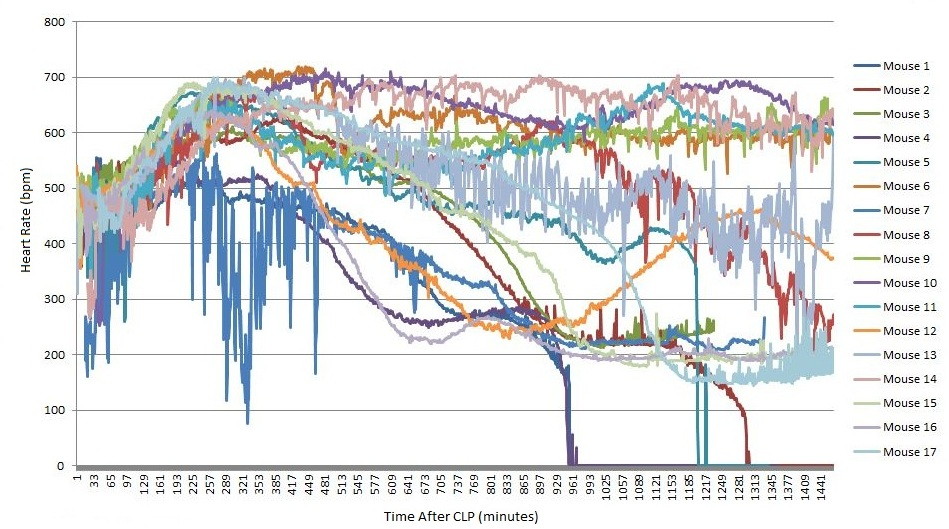 800
700
600
500
400
300
200
100
0
Heart Rate (bpm)
1 33 65 97 129 161 193 225 257 289 321 353 385 417 449 481 513 545 577 609 641 673 705 737 769 801 833 865 897 929 961 993 1025 1057 1089 1121 1153 1185 1217 1249 1281 1313 1345 1377 1409 1441
Time After CLP (minutes)
Mouse 1
Mouse 2
Mouse 3
Mouse 4
Mouse 5
Mouse 6
Mouse 7
Mouse 8
Mouse 9
Mouse 10
Mouse 11
Mouse 12
Mouse 13
Mouse 14
Mouse 15
Mouse 16
Mouse 17